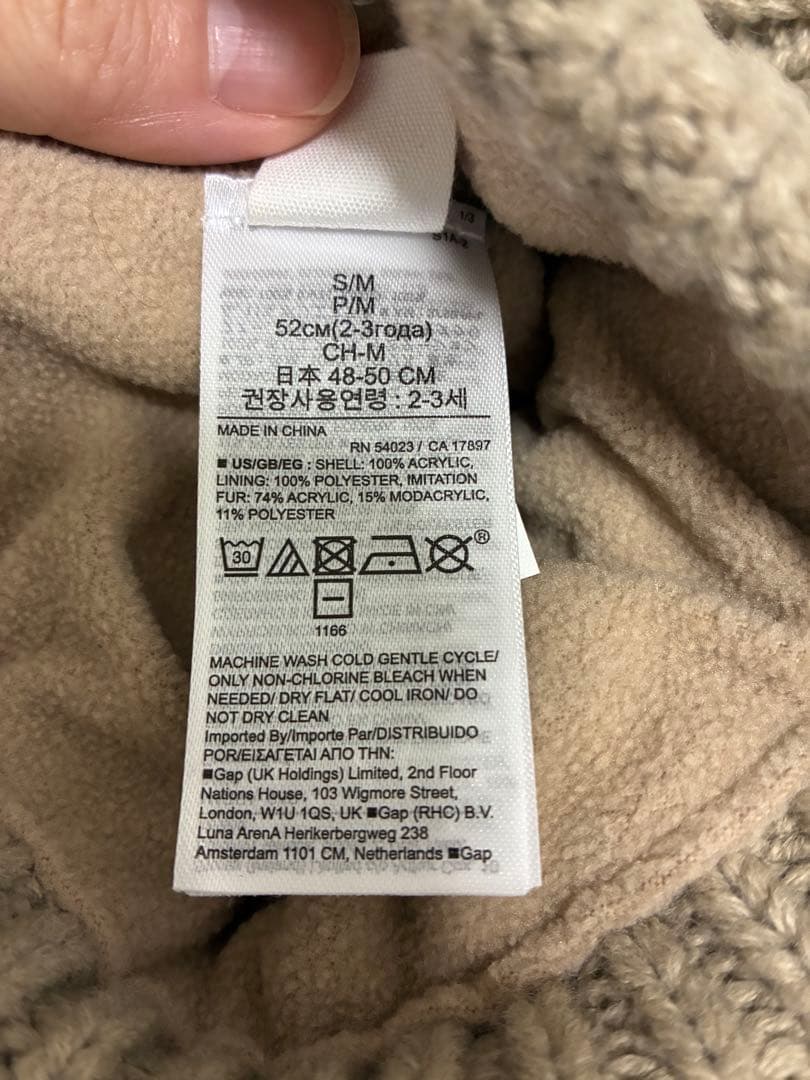 1/3
S/M
P/M
52см(2-3года)
CH-M
日本 48-50 CM
권장사용연령 : 2-3세
MADE IN CHINA
RN 54023 / CA 17897
■ US/GB/EG : SHELL: 100% ACRYLIC,
LINING: 100% POLYESTER, IMITATION
FUR: 74% ACRYLIC, 15% MODACRYLIC,
11% POLYESTER
30
®
1166
MACHINE WASH COLD GENTLE CYCLE/
ONLY NON-CHLORINE BLEACH WHEN
NEEDED/ DRY FLAT/ COOL IRON/ DO
NOT DRY CLEAN
Imported By/Importe Par/DISTRIBUIDO
POR/ΕΙΣΑΓΕΤΑΙ ΑΠΟ ΤΗΝ:
■Gap (UK Holdings) Limited, 2nd Floor
Nations House, 103 Wigmore Street,
London, W1U 1QS, UK ■Gap (RHC) B.V.
Luna ArenA Herikerbergweg 238
Amsterdam 1101 CM, Netherlands ■Gap